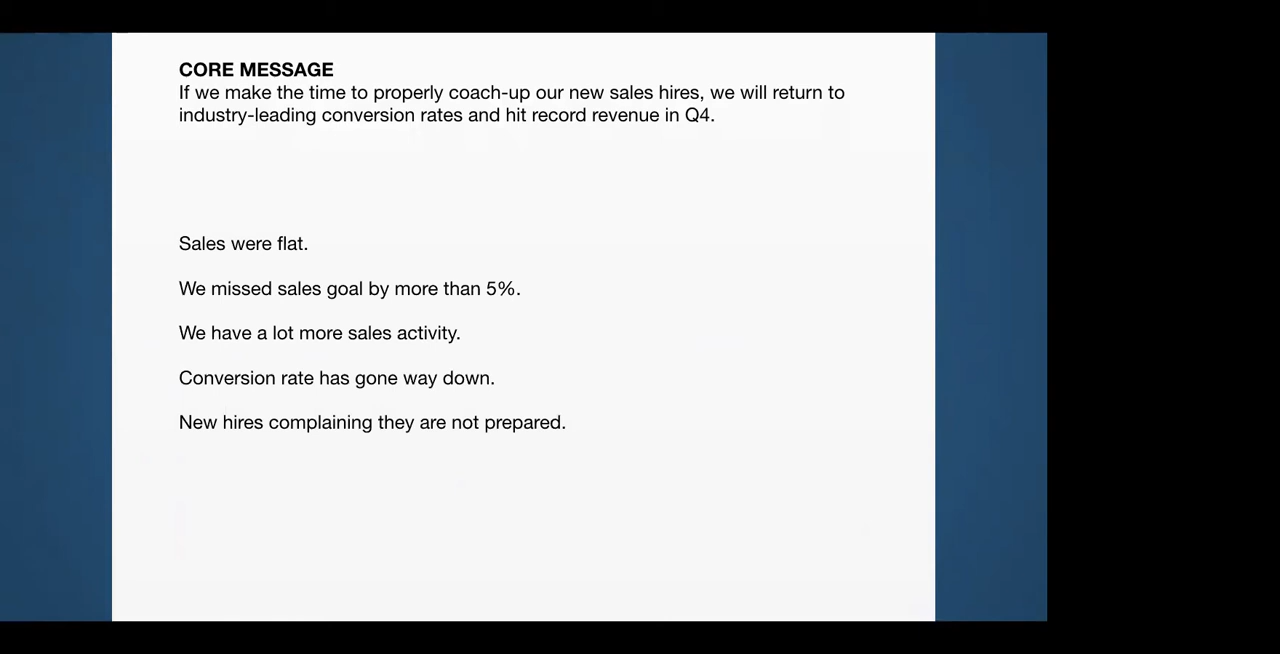 CORE MESSAGE
If we make the time to properly coach-up our new sales hires, we will return to
industry-leading conversion rates and hit record revenue in Q4.
Sales were flat.
We missed sales goal by more than 5%.
We have a lot more sales activity.
Conversion rate has gone way down.
New hires complaining they are not prepared.